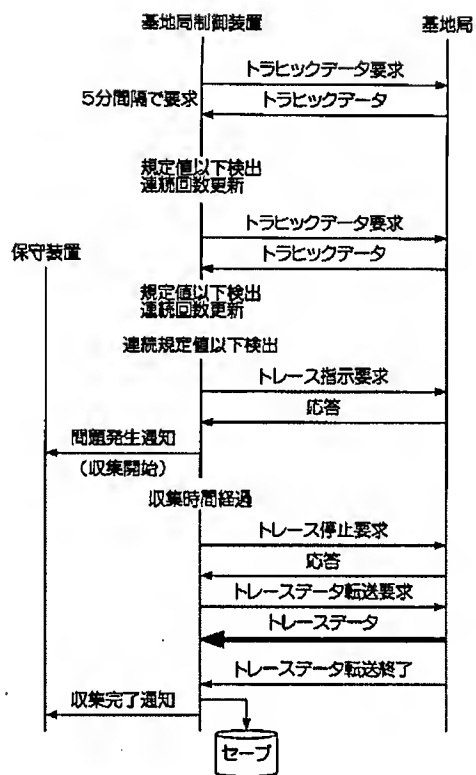 基地局制御装置
基地局
トラヒックデータ要求
5分間隔で要求
トラヒックデータ
規定値以下検出
連続回数更新
トラヒックデータ要求
保守装置
トラヒックデータ
規定値以下検出
連続回数更新
連続規定値以下検出
トレース指示要求
応答
問題発生通知
(収集開始)
収集時間経過
トレース停止要求
応答
トレースデータ転送要求
トレースデータ
トレースデータ転送終了
収集完了通知
セーブ